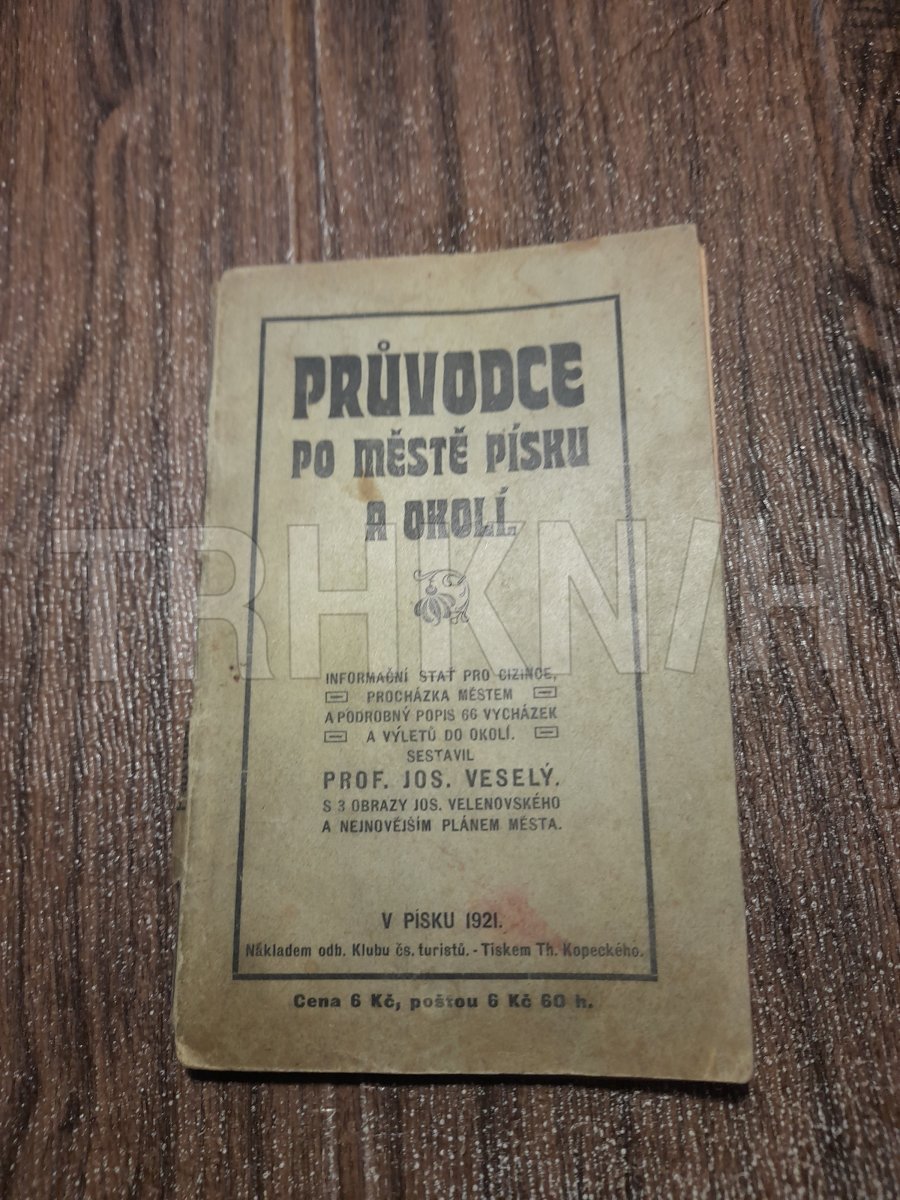 PRŮVODCE
PO MĚSTĚ PÍSKU
A OKOLÍ.
TRHKNIH
INFORMAČNÍ STAŤ PRO CIZINCE,
PROCHÁZKA MĚSTEM
A PODROBNÝ POPIS 66 VYCHÁZEK
A VÝLETŮ DO OKOLÍ.
SESTAVIL
PROF. JOS. VESELÝ.
S 3 OBRAZY JOS. VELENOVSKÉHO
A NEJNOVĚJŠÍM PLÁNEM MĚSTA.
V PÍSKU 1921.
Nákladem odb. Klubu čs. turistů. - Tiskem Th. Kopeckého.
Cena 6 Kč, poštou 6 Kč 60 h.